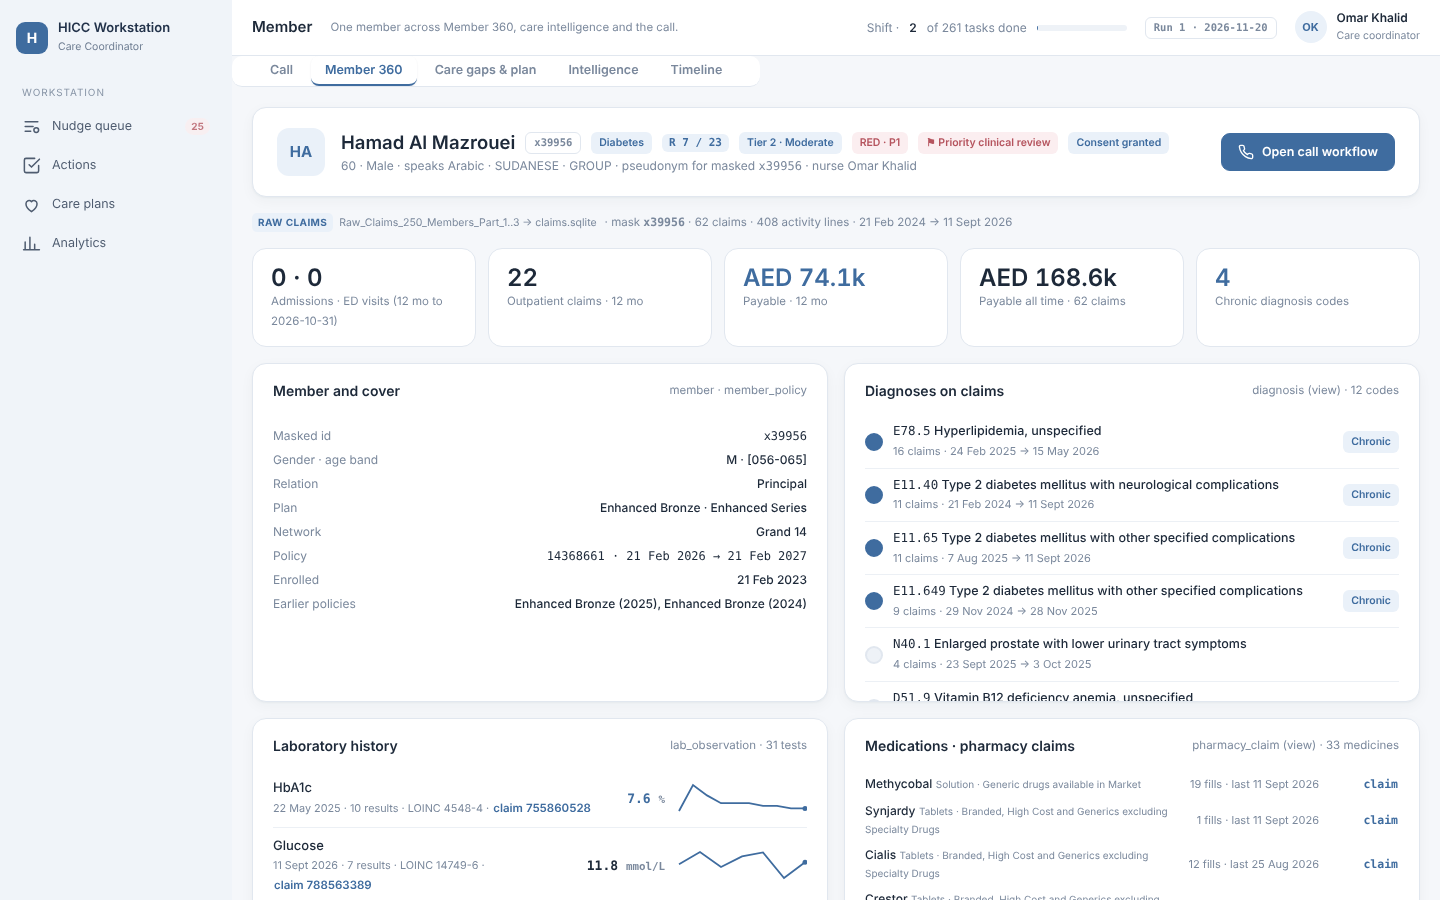 H
HICC Workstation
Care Coordinator
WORKSTATION
Nudge queue
25
Actions
Care plans
Analytics
Member
One member across Member 360, care intelligence and the call.
Shift · 2 of 261 tasks done
Run 1 · 2026-11-20
OK
Omar Khalid
Care coordinator
Call
Member 360
Care gaps & plan
Intelligence
Timeline
HA
Hamad Al Mazrouei
x39956
Diabetes
R 7 / 23
Tier 2 · Moderate
RED · P1
⚑ Priority clinical review
Consent granted
60 · Male · speaks Arabic · SUDANESE · GROUP · pseudonym for masked x39956 · nurse Omar Khalid
Open call workflow
RAW CLAIMS
Raw_Claims_250_Members_Part_1..3 → claims.sqlite · mask x39956 · 62 claims · 408 activity lines · 21 Feb 2024 → 11 Sept 2026
0 · 0
Admissions · ED visits (12 mo to
2026-10-31)
22
Outpatient claims · 12 mo
AED 74.1k
Payable · 12 mo
AED 168.6k
Payable all time · 62 claims
4
Chronic diagnosis codes
Member and cover
member · member_policy
Masked id
x39956
Gender · age band
M · [056-065]
Relation
Principal
Plan
Enhanced Bronze · Enhanced Series
Network
Grand 14
Policy
14368661 · 21 Feb 2026 → 21 Feb 2027
Enrolled
21 Feb 2023
Earlier policies
Enhanced Bronze (2025), Enhanced Bronze (2024)
Diagnoses on claims
diagnosis (view) · 12 codes
E78.5 Hyperlipidemia, unspecified
16 claims · 24 Feb 2025 → 15 May 2026
Chronic
E11.40 Type 2 diabetes mellitus with neurological complications
11 claims · 21 Feb 2024 → 11 Sept 2026
Chronic
E11.65 Type 2 diabetes mellitus with other specified complications
11 claims · 7 Aug 2025 → 11 Sept 2026
Chronic
E11.649 Type 2 diabetes mellitus with other specified complications
9 claims · 29 Nov 2024 → 28 Nov 2025
Chronic
N40.1 Enlarged prostate with lower urinary tract symptoms
4 claims · 23 Sept 2025 → 3 Oct 2025
D51.9 Vitamin B12 deficiency anemia, unspecified
Laboratory history
lab_observation · 31 tests
HbA1c
22 May 2025 · 10 results · LOINC 4548-4 · claim 755860528
7.6 %
Glucose
11 Sept 2026 · 7 results · LOINC 14749-6 ·
claim 788563389
11.8 mmol/L
Medications · pharmacy claims
pharmacy_claim (view) · 33 medicines
Methycobal Solution · Generic drugs available in Market
19 fills · last 11 Sept 2026
claim
Synjardy Tablets · Branded, High Cost and Generics excluding
Specialty Drugs
1 fills · last 11 Sept 2026
claim
Cialis Tablets · Branded, High Cost and Generics excluding
Specialty Drugs
12 fills · last 25 Aug 2026
claim
Crestor Tablets · Branded, High Cost and Generics excluding